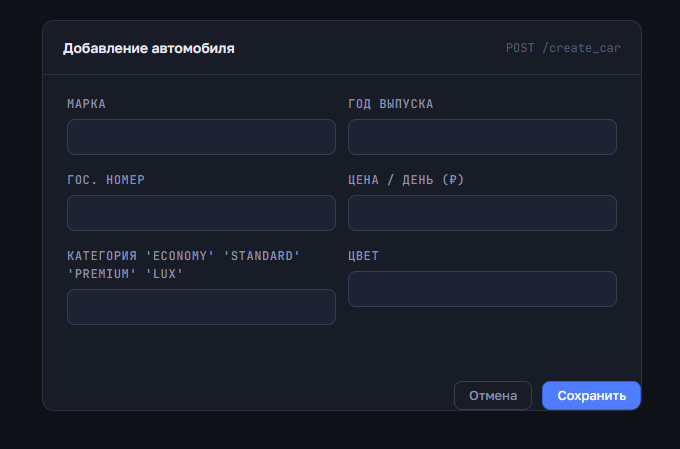 Добавление автомобиля
POST /create_car
МАРКА
ГОД ВЫПУСКА
ГОС. НОМЕР
ЦЕНА / ДЕНЬ (₽)
КАТЕГОРИЯ 'ECONOMY' 'STANDARD'
'PREMIUM' 'LUX'
ЦВЕТ
Отмена
Сохранить